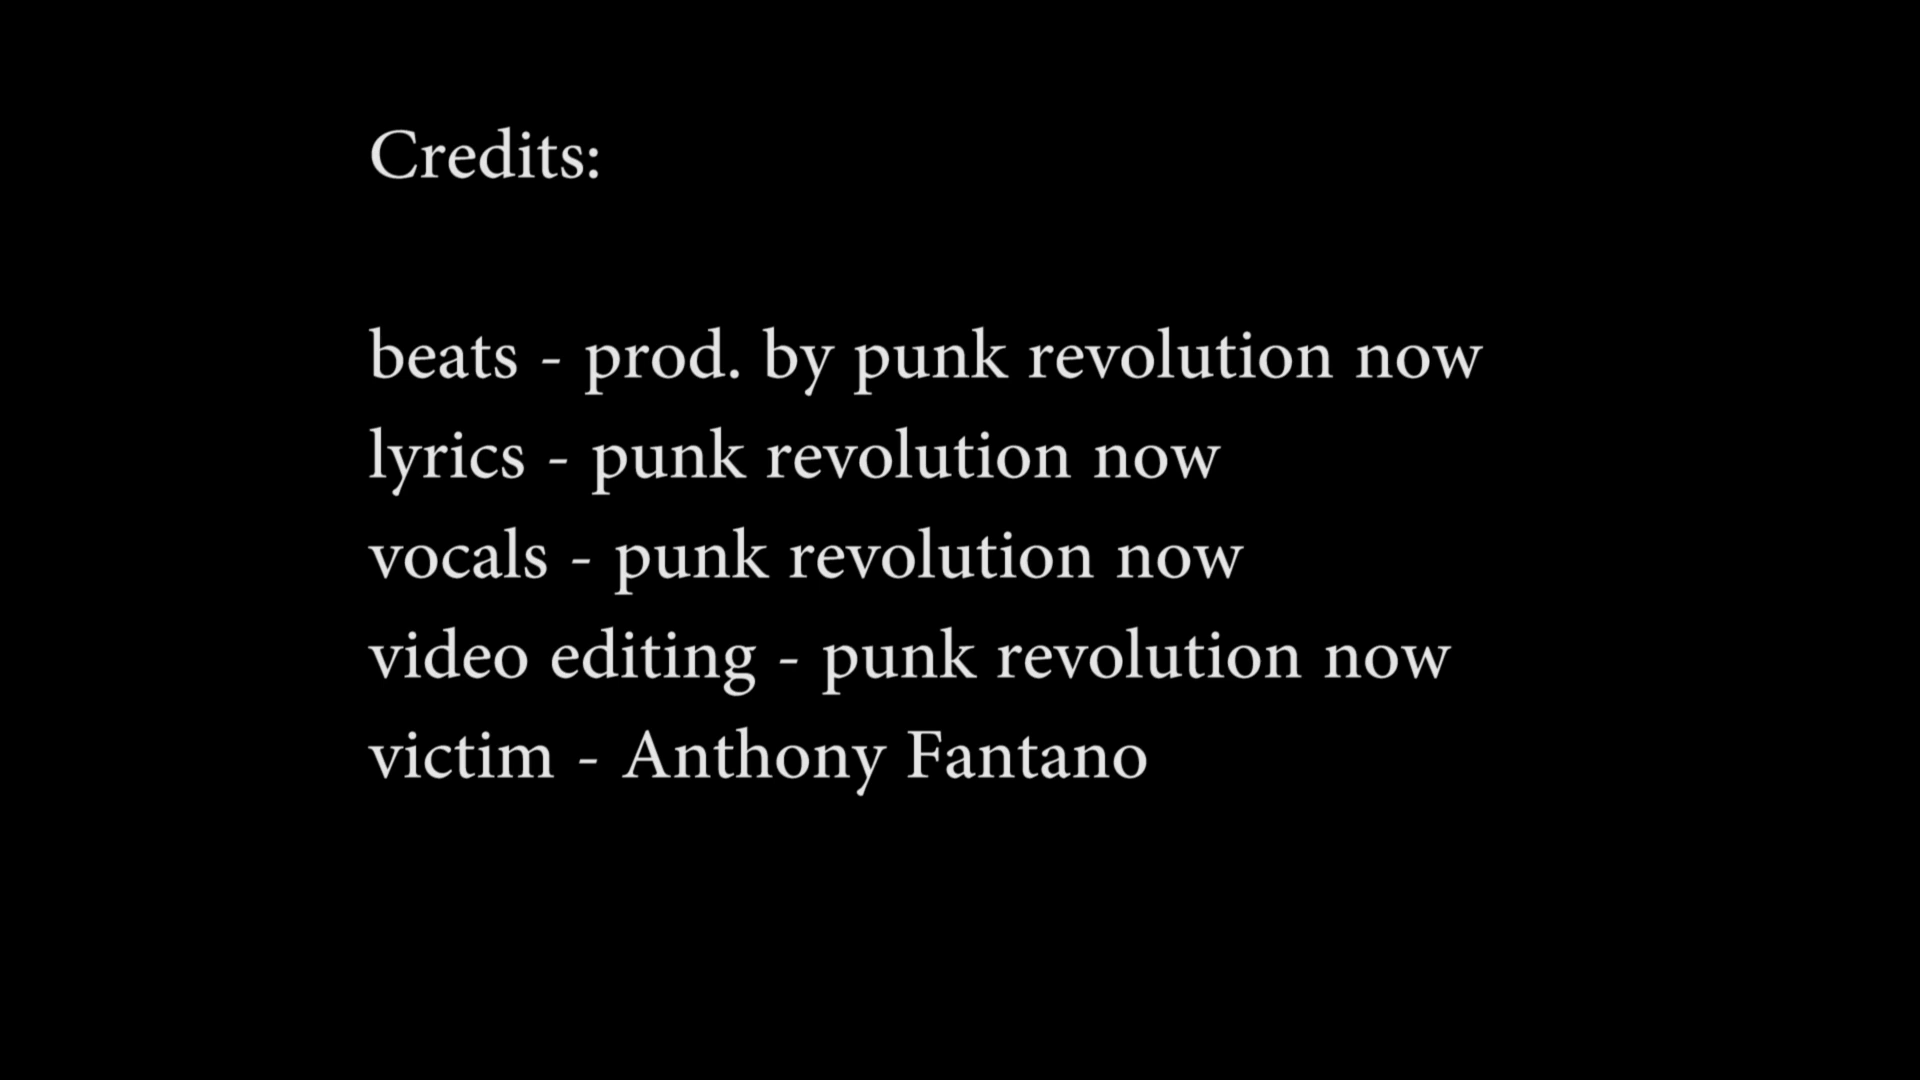 Credits:
beats - prod. by punk revolution now
lyrics - punk revolution now
vocals - punk revolution now
video editing - punk revolution now
victim - Anthony Fantano